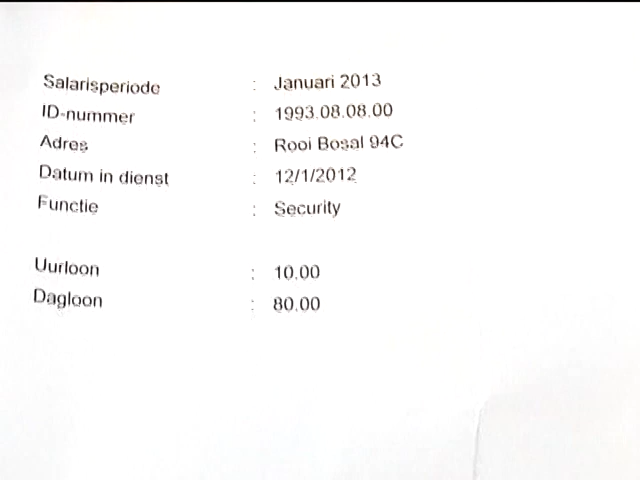 Salarisperiode : Januari 2013
ID-nummer : 1993.08.08.00
Adres : Rooi Bosal 94C
Datum in dienst : 12/1/2012
Functie : Security
Uurloon : 10.00
Dagloon : 80.00